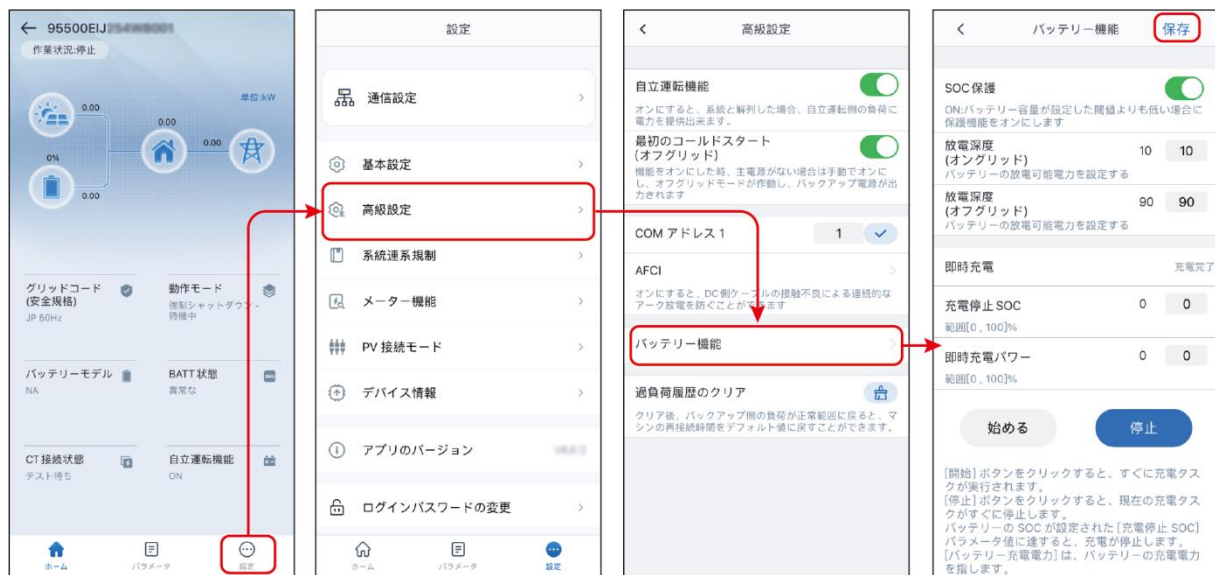 ← 95500EIJ
作業状況:停止
単位:kW
0.00
0.00
0.00
0%
0.00
グリッドコード
(安全規格)
JP 50Hz
動作モード
強制シャットダウン -
待機中
バッテリーモデル
NA
BATT 状態
異常な
CT 接続状態
テスト待ち
自立運転機能
ON
ホーム
パラメータ
設定
設定
通信設定
基本設定
高級設定
系統連系規制
メーター機能
PV 接続モード
デバイス情報
アプリのバージョン
ログインパスワードの変更
ホーム
パラメータ
設定
高級設定
自立運転機能
オンにすると、系統と解列した場合、自立運転側の負荷に
電力を提供出来ます。
最初のコールドスタート
(オフグリッド)
機能をオンにした時、主電源がない場合は手動でオンに
し、オフグリッドモードが作動し、バックアップ電源が出
力されます
COM アドレス 1
1
AFCI
オンにすると、DC 側ケーブルの接触不良による連続的な
アーク放電を防ぐことができます
バッテリー機能
過負荷履歴のクリア
クリア後、バックアップ側の負荷が正常範囲に戻ると、マ
シンの再接続時間をデフォルト値に戻すことができます。
バッテリー機能
保存
SOC 保護
ON:バッテリー容量が設定した閾値よりも低い場合に
保護機能をオンにします
放電深度
(オングリッド)
10 10
バッテリーの放電可能電力を設定する
放電深度
(オフグリッド)
90 90
バッテリーの放電可能電力を設定する
即時充電
充電完了
充電停止 SOC
0 0
範囲[0 , 100]%
即時充電パワー
0 0
範囲[0 , 100]%
始める
停止
[開始] ボタンをクリックすると、すぐに充電タス
クが実行されます。
[停止] ボタンをクリックすると、現在の充電タス
クがすぐに停止します。
バッテリーの SOC が設定された [充電停止 SOC]
パラメータ値に達すると、充電が停止します。
[バッテリー充電電力] は、バッテリーの充電電力
を指します。